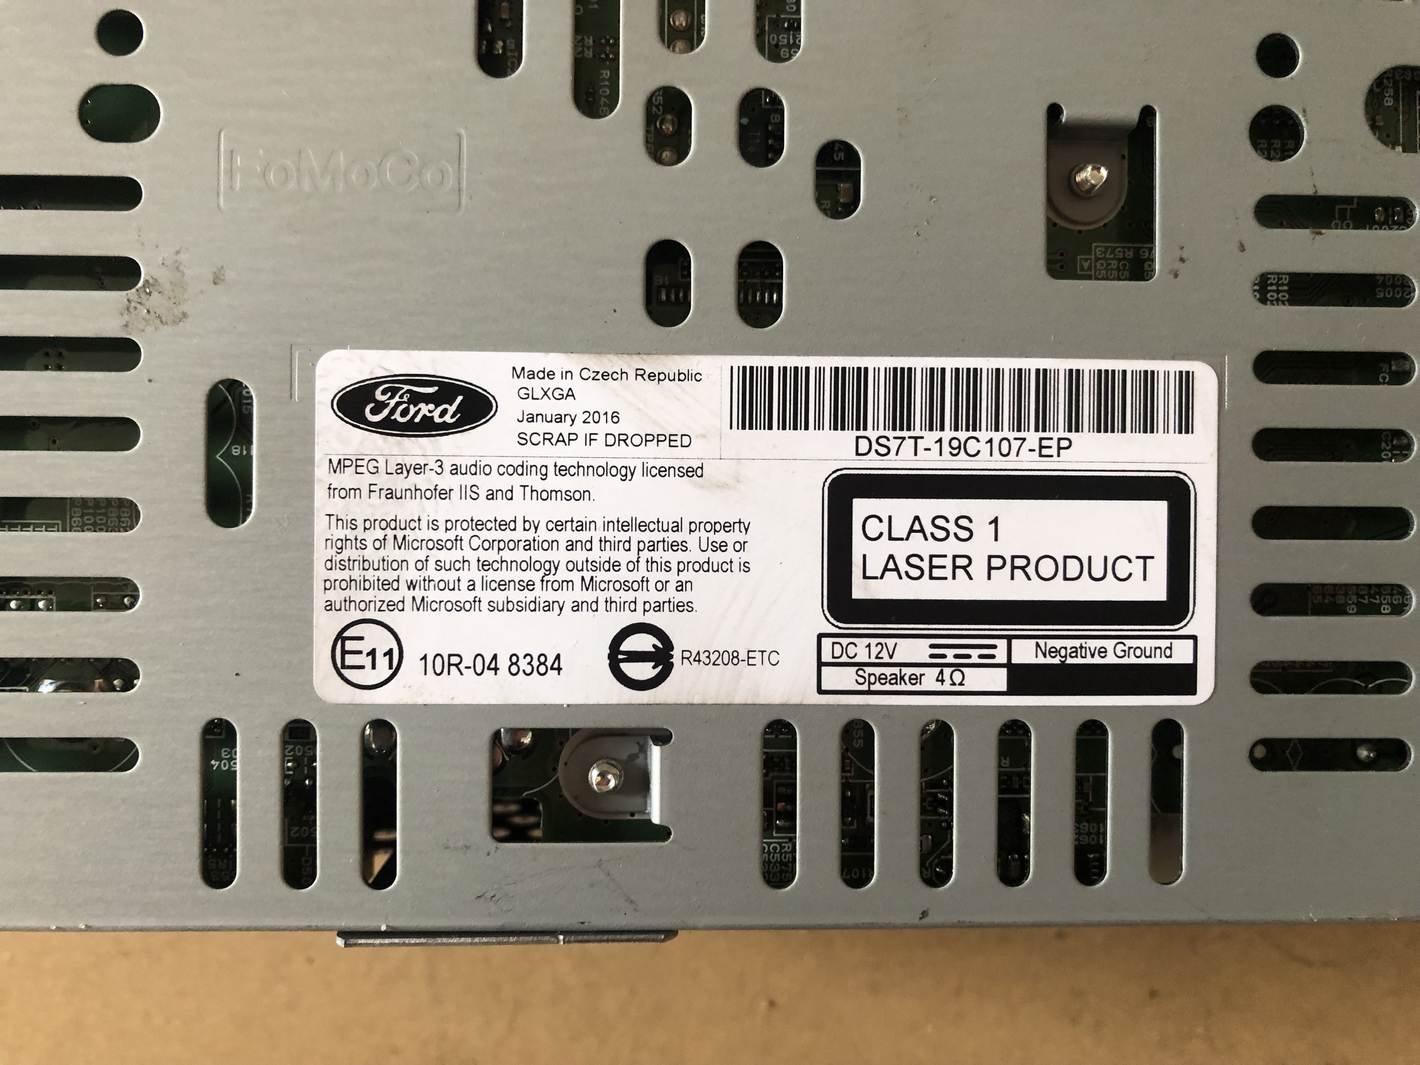 FoMoCo
Ford
Made in Czech Republic
GLXGA
January 2016
SCRAP IF DROPPED
DS7T-19C107-EP
MPEG Layer-3 audio coding technology licensed
from Fraunhofer IIS and Thomson.
This product is protected by certain intellectual property
rights of Microsoft Corporation and third parties. Use or
distribution of such technology outside of this product is
prohibited without a license from Microsoft or an
authorized Microsoft subsidiary and third parties.
CLASS 1
LASER PRODUCT
E11
10R-04 8384
R43208-ETC
DC 12V
Negative Ground
Speaker 4Ω